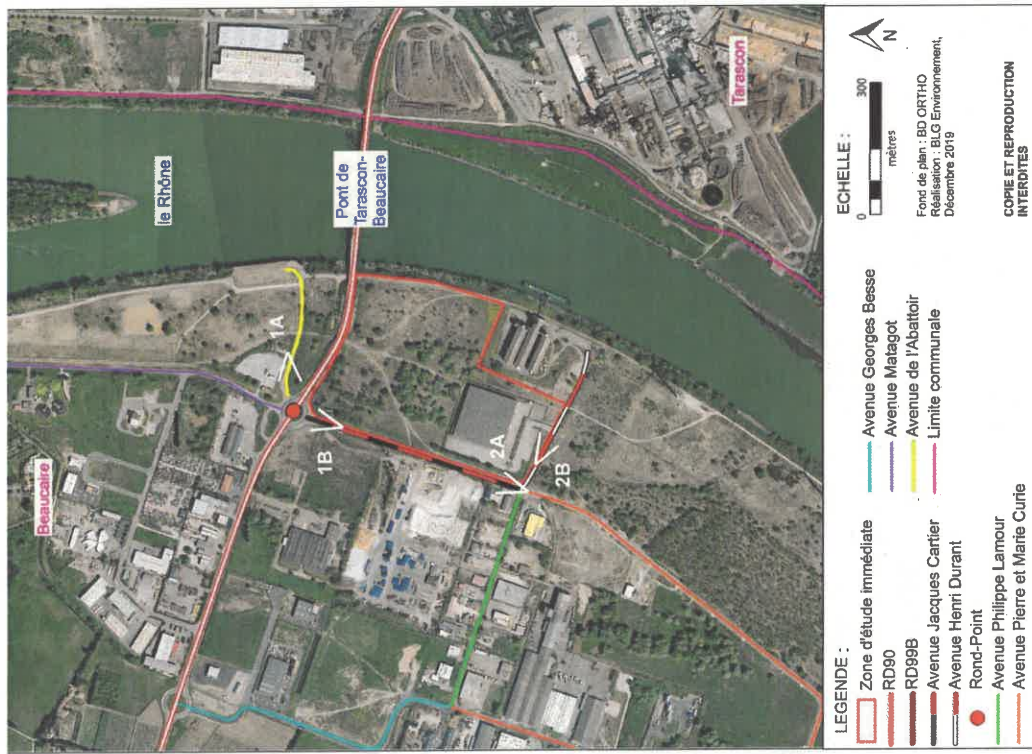 Beaucaire
le Rhône
Pont de
Tarascon-
Beaucaire
Tarascon
1A
1B
2A
2B
LEGENDE :
Zone d'étude immédiate
RD90
RD99B
Avenue Jacques Cartier
Avenue Henri Durant
Rond-Point
Avenue Philippe Lamour
Avenue Pierre et Marie Curie
Avenue Georges Besse
Avenue Matagot
Avenue de l'Abattoir
Limite communale
ECHELLE :
0 300
mètres
N
Fond de plan : BD ORTHO
Réalisation : BLG Environnement,
Décembre 2019
COPIE ET REPRODUCTION
INTERDITES